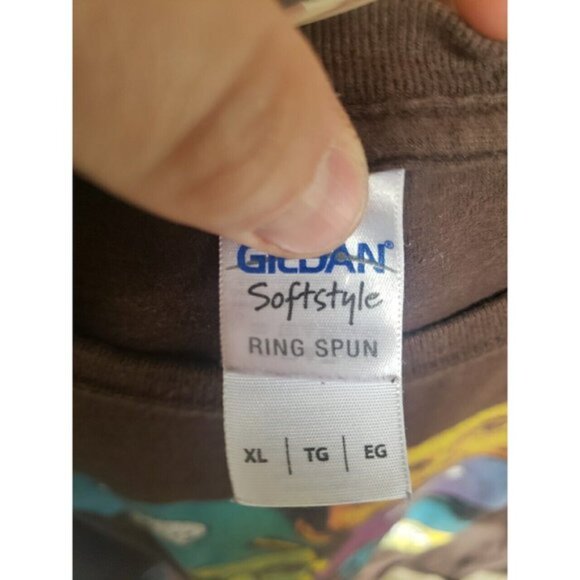 GILDAN®
Softstyle
RING SPUN
XL | TG | EG